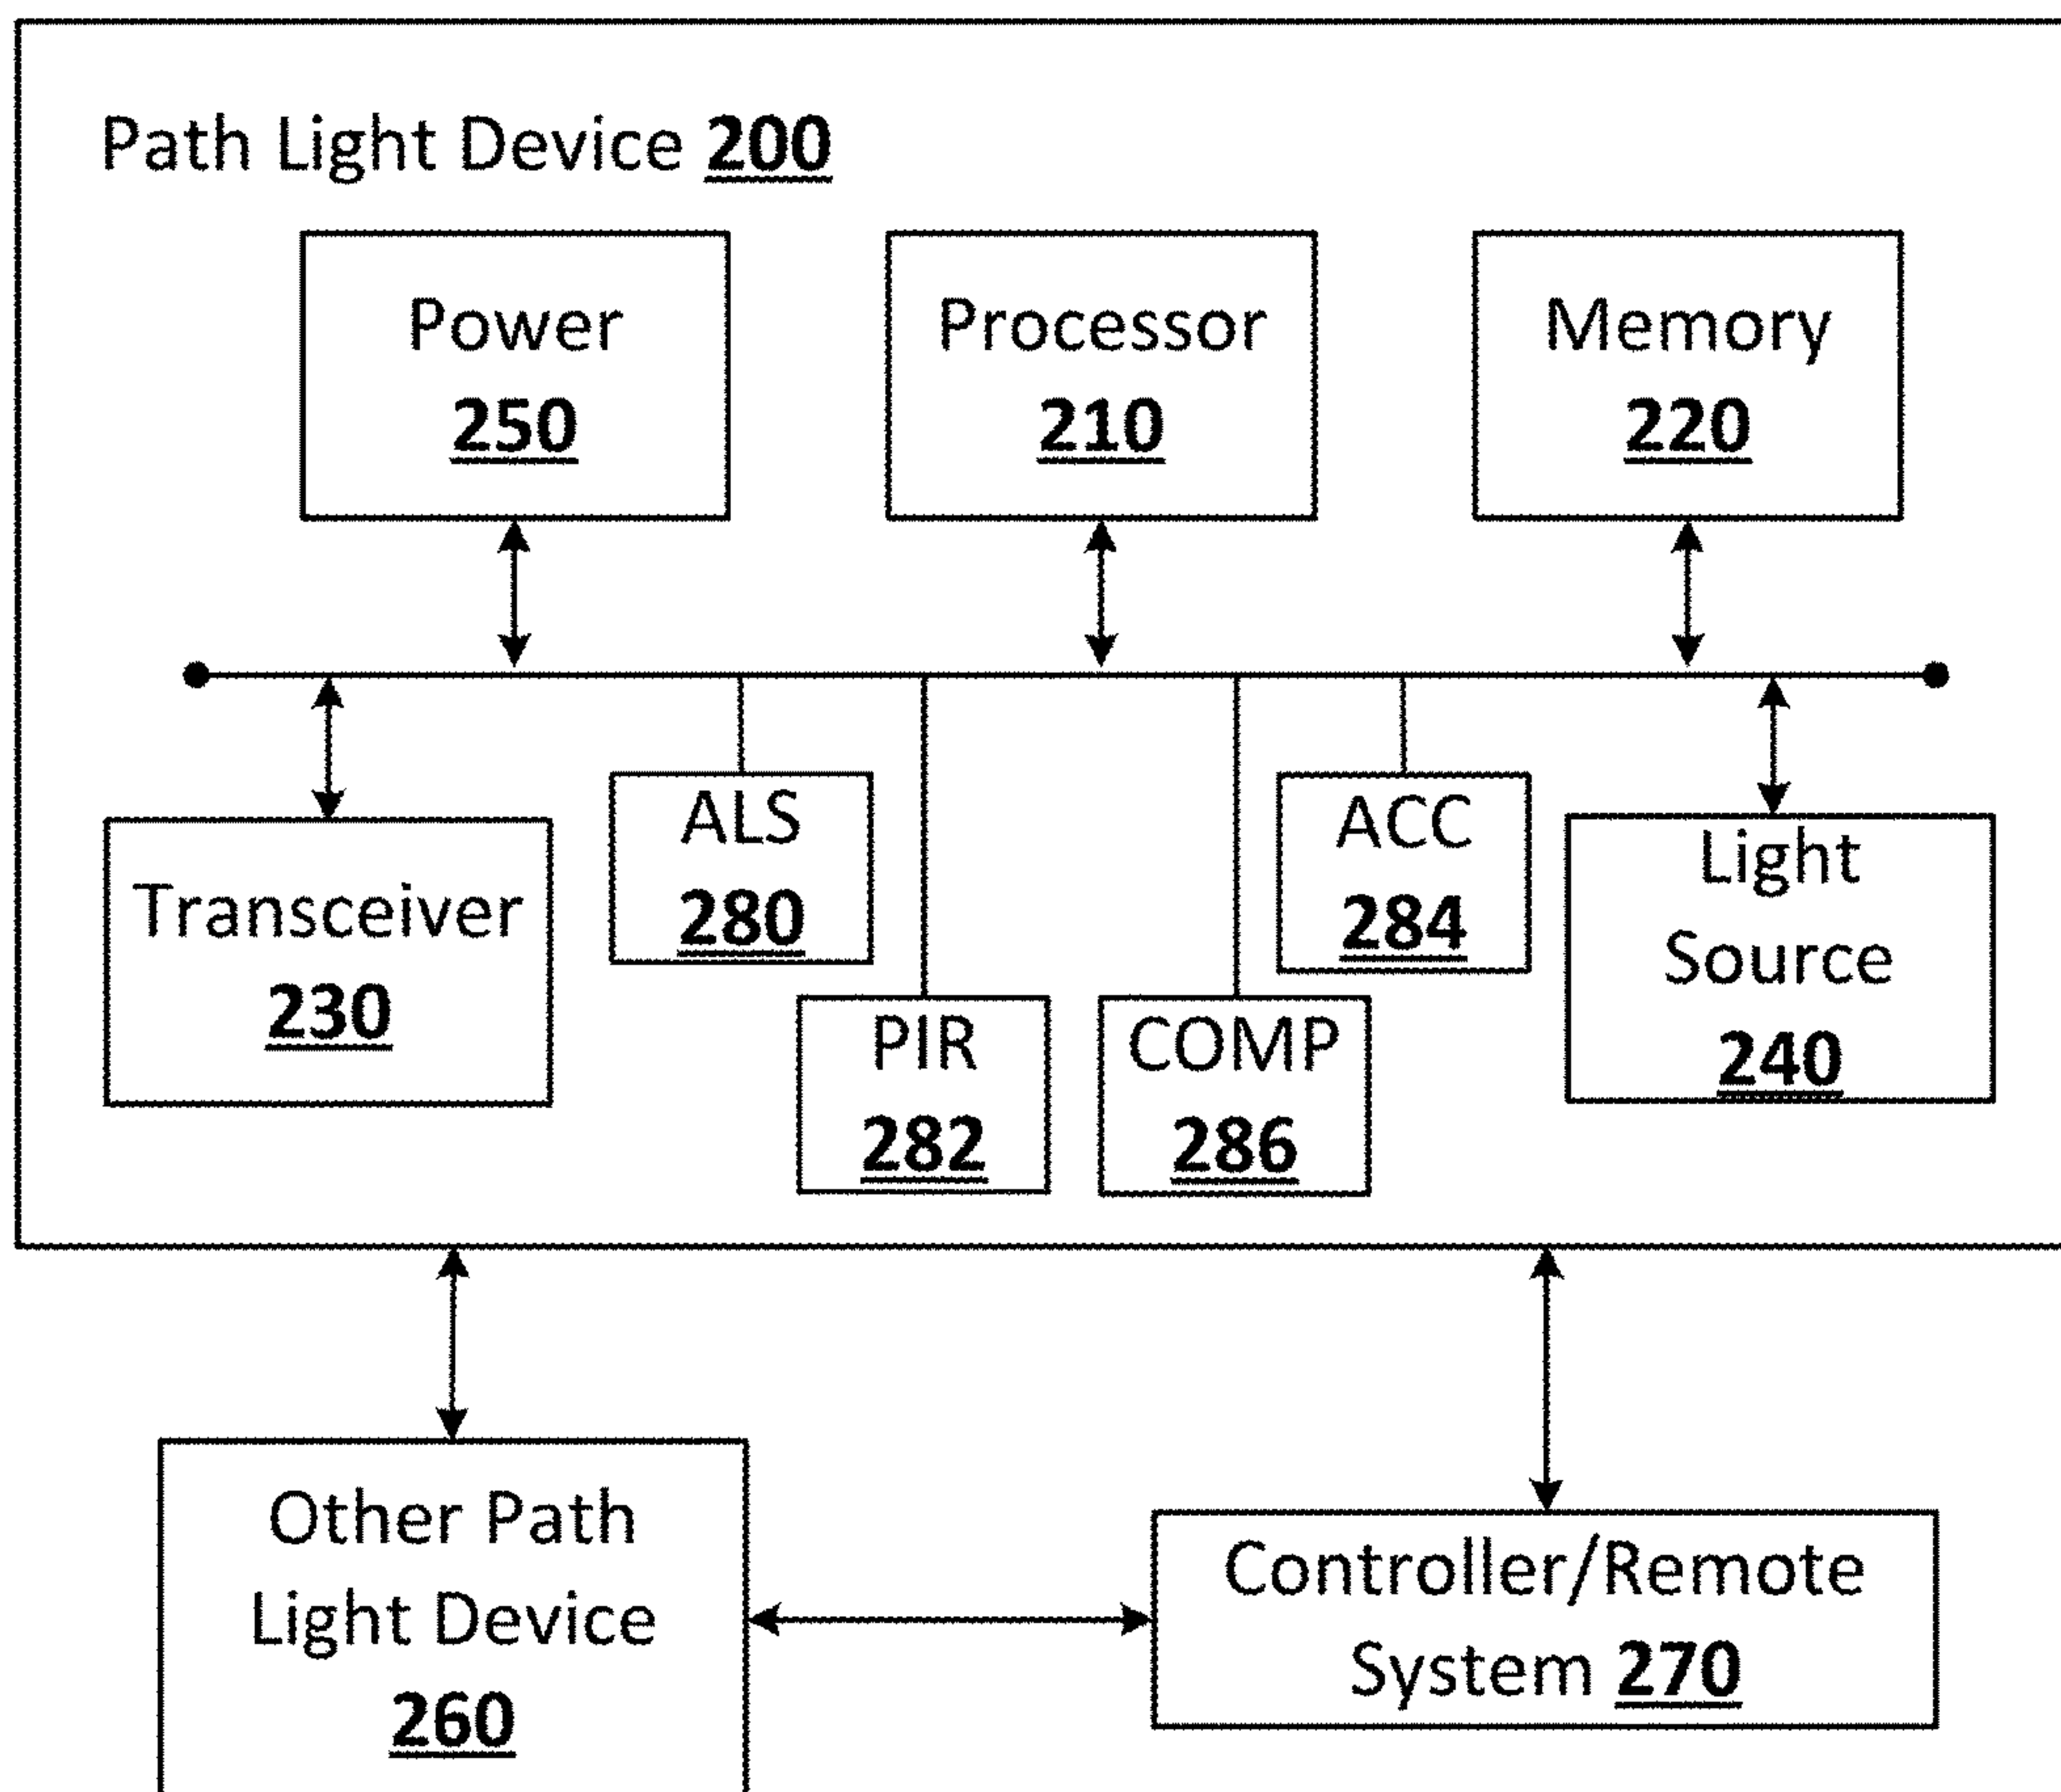 Path Light Device 200
Power
250
Processor
210
Memory
220
Transceiver
230
ALS
280
PIR
282
COMP
286
ACC
284
Light
Source
240
Other Path
Light Device
260
Controller/Remote
System 270